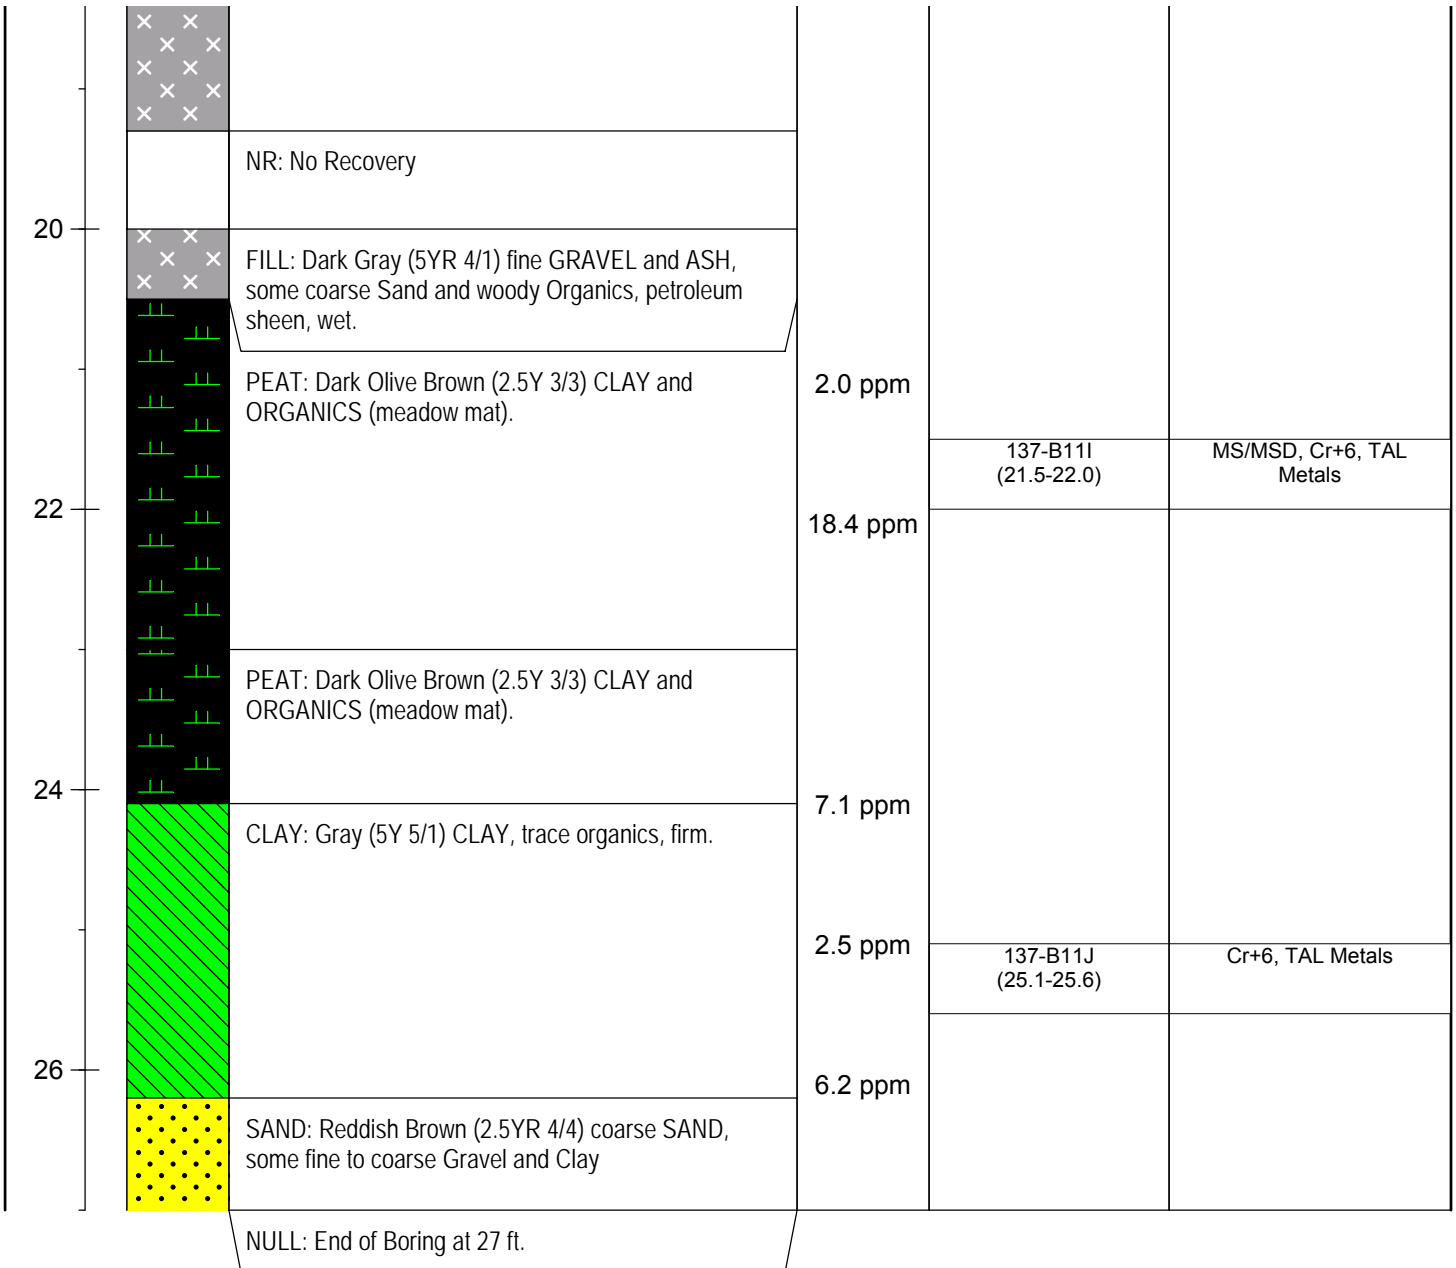 NR: No Recovery
20
FILL: Dark Gray (5YR 4/1) fine GRAVEL and ASH,
some coarse Sand and woody Organics, petroleum
sheen, wet.
PEAT: Dark Olive Brown (2.5Y 3/3) CLAY and
ORGANICS (meadow mat).
2.0 ppm
137-B11I
(21.5-22.0)
MS/MSD, Cr+6, TAL
Metals
22
18.4 ppm
PEAT: Dark Olive Brown (2.5Y 3/3) CLAY and
ORGANICS (meadow mat).
24
7.1 ppm
CLAY: Gray (5Y 5/1) CLAY, trace organics, firm.
2.5 ppm
137-B11J
(25.1-25.6)
Cr+6, TAL Metals
26
6.2 ppm
SAND: Reddish Brown (2.5YR 4/4) coarse SAND,
some fine to coarse Gravel and Clay
NULL: End of Boring at 27 ft.